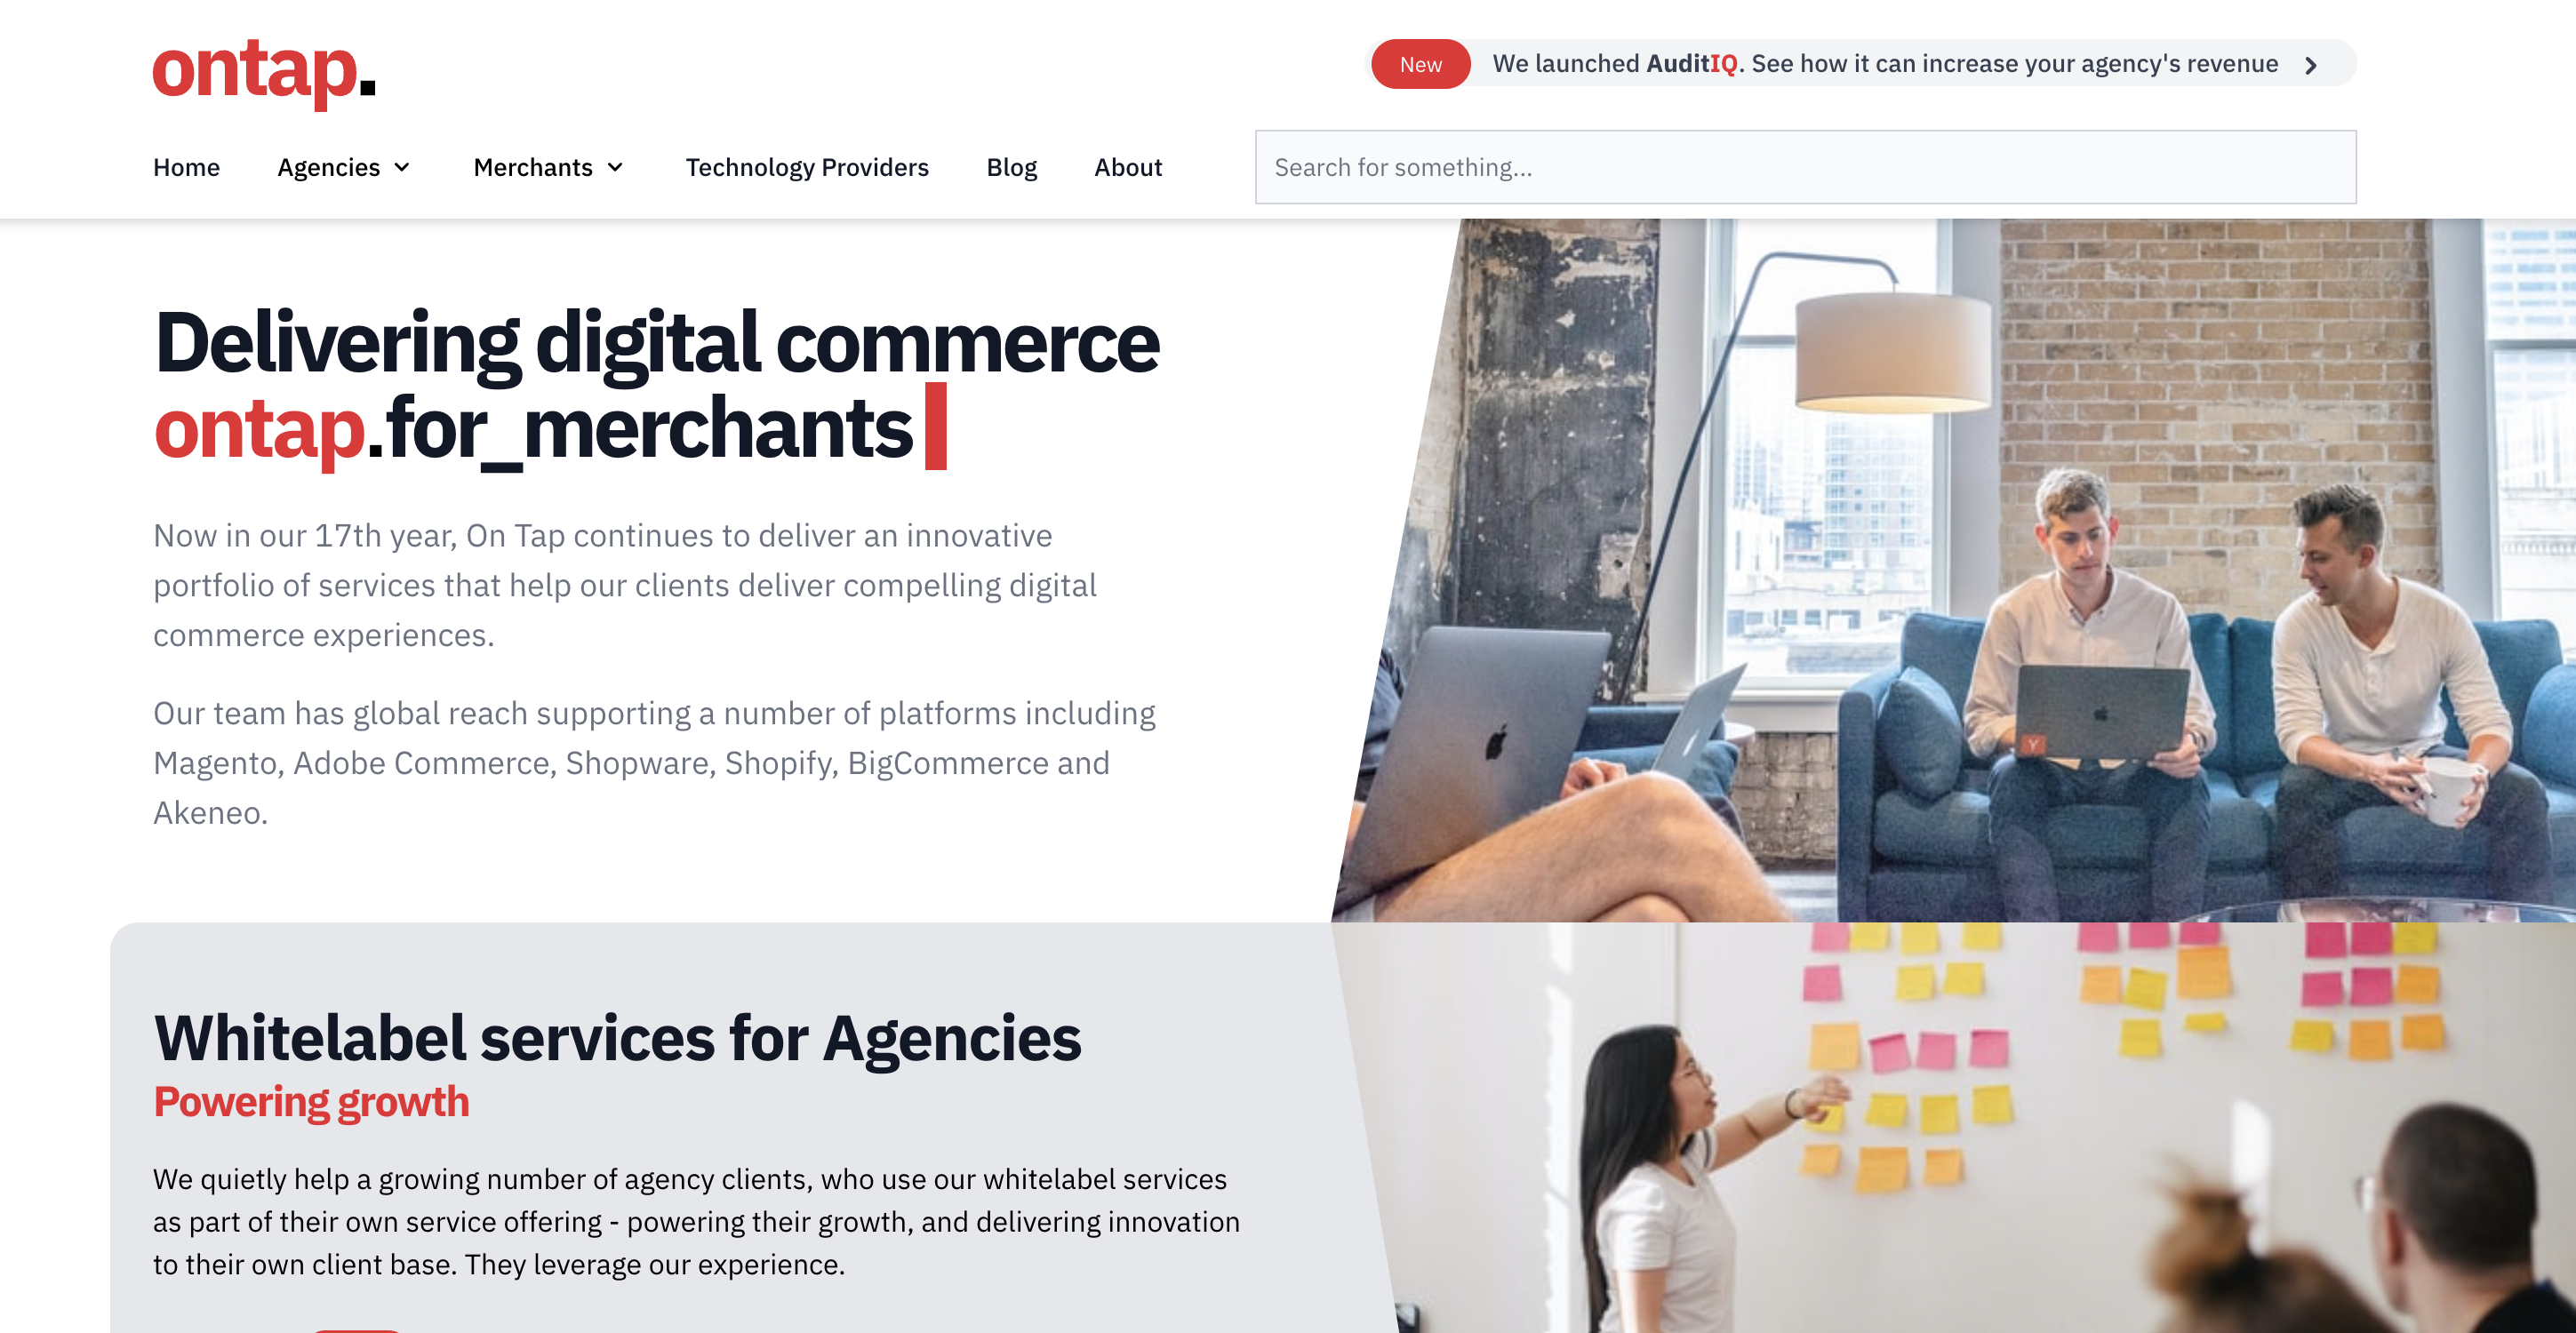 ontap.
New We launched AuditIQ. See how it can increase your agency's revenue
Home Agencies Merchants Technology Providers Blog About Search for something...
Delivering digital commerce
ontap.for_merchants
Now in our 17th year, On Tap continues to deliver an innovative
portfolio of services that help our clients deliver compelling digital
commerce experiences.
Our team has global reach supporting a number of platforms including
Magento, Adobe Commerce, Shopware, Shopify, BigCommerce and
Akeneo.
Y
Whitelabel services for Agencies
Powering growth
We quietly help a growing number of agency clients, who use our whitelabel services
as part of their own service offering - powering their growth, and delivering innovation
to their own client base. They leverage our experience.